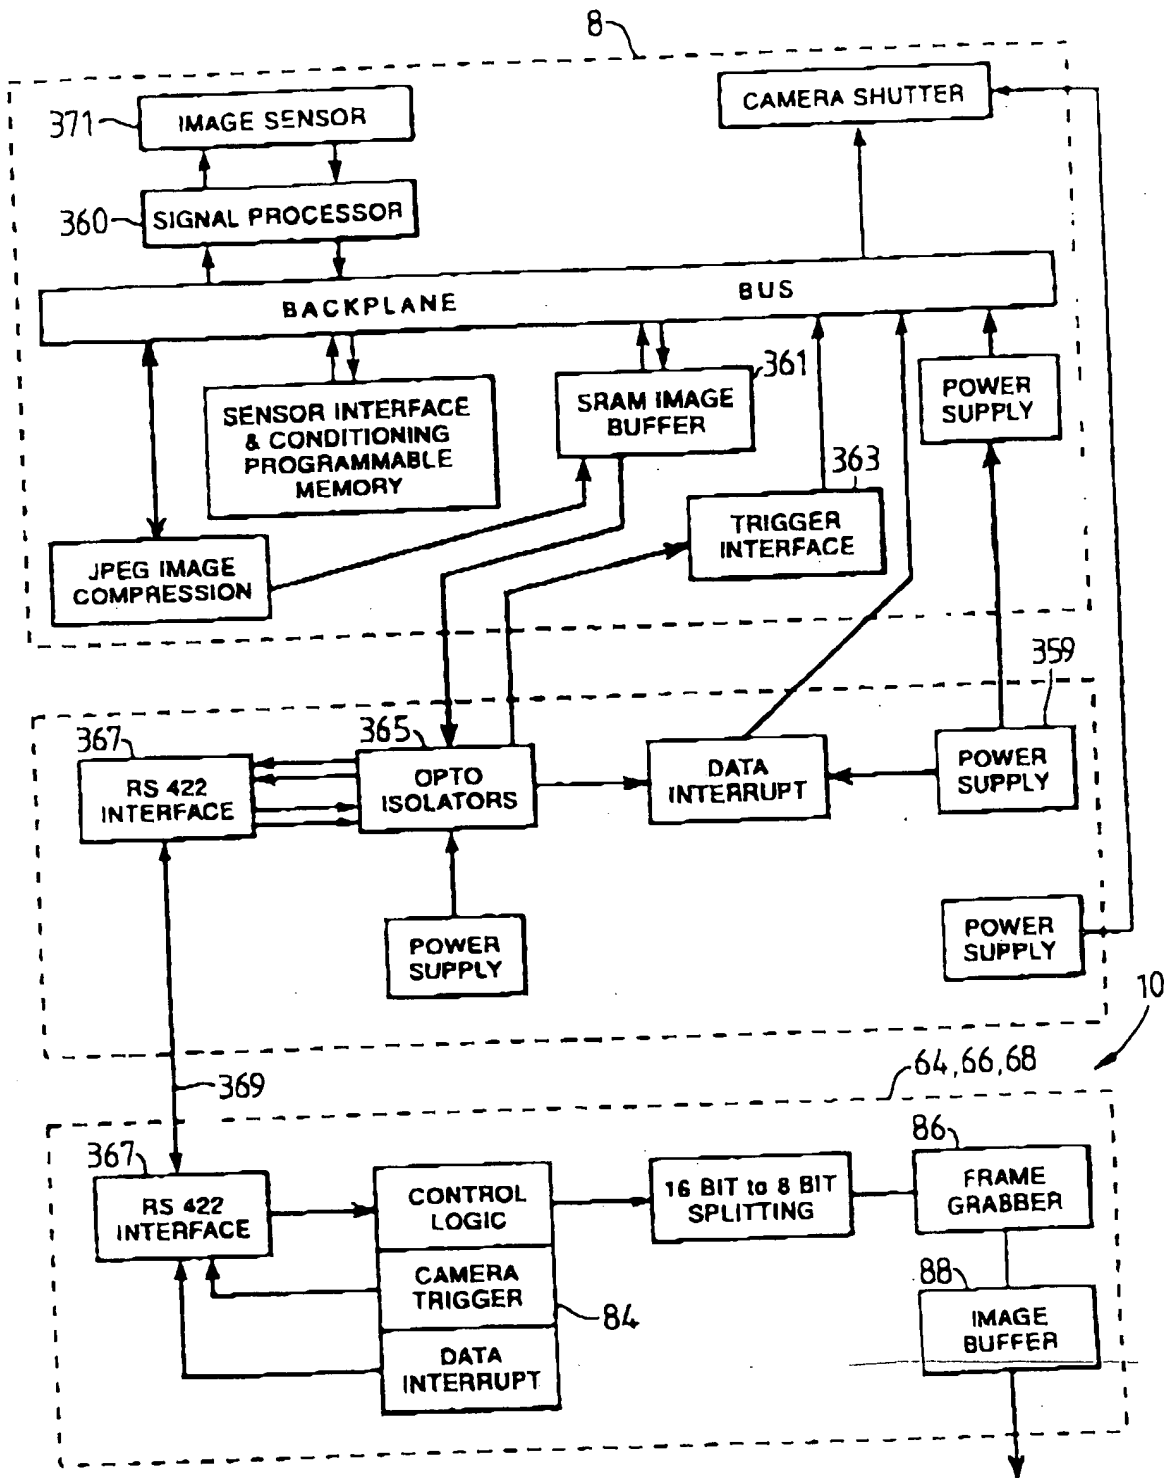 8
371
IMAGE SENSOR
CAMERA SHUTTER
360
SIGNAL PROCESSOR
BACKPLANE BUS
SENSOR INTERFACE
& CONDITIONING
PROGRAMMABLE
MEMORY
361
SRAM IMAGE
BUFFER
POWER
SUPPLY
363
TRIGGER
INTERFACE
JPEG IMAGE
COMPRESSION
359
367
RS 422
INTERFACE
365
OPTO
ISOLATORS
DATA
INTERRUPT
POWER
SUPPLY
POWER
SUPPLY
POWER
SUPPLY
10
369
64, 66, 68
367
RS 422
INTERFACE
CONTROL
LOGIC
CAMERA
TRIGGER
DATA
INTERRUPT
84
16 BIT to 8 BIT
SPLITTING
86
FRAME
GRABBER
88
IMAGE
BUFFER